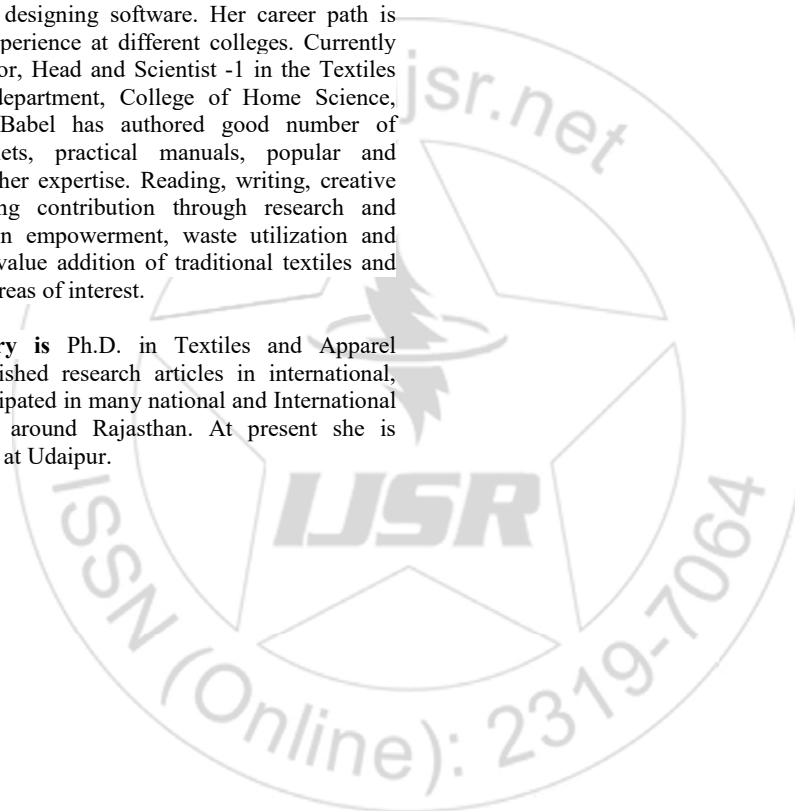 designing software. Her career path is
perience at different colleges. Currently
or, Head and Scientist -1 in the Textiles
department, College of Home Science,
Babel has authored good number of
ets, practical manuals, popular and
her expertise. Reading, writing, creative
ng contribution through research and
n empowerment, waste utilization and
value addition of traditional textiles and
reas of interest.
ry is Ph.D. in Textiles and Apparel
ished research articles in international,
ipated in many national and International
around Rajasthan. At present she is
at Udaipur.
jsr.net
IJSR
ISSN (Online): 2319-7064